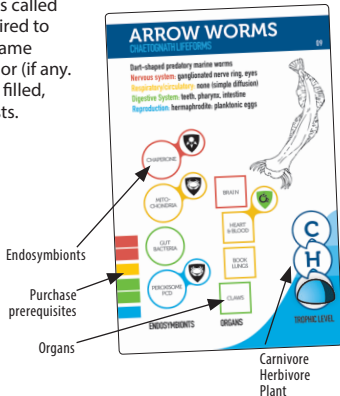 s called
ired to
ame
or (if any.
filled,
sts.
ARROW WORMS
CHAETOGNATH LIFEFORMS
09
Dart-shaped predatory marine worms
Nervous system: ganglionated nerve ring, eyes
Respiratory/circulatory: none (simple diffusion)
Digestive System: teeth, pharynx, intestine
Reproduction: hermaphrodite; planktonic eggs
CHAPERONE
MITO-
CHONDRIA
GUT
BACTERIA
PEROXISOME
PCD
ENDOSYMBIONTS
BRAIN
HEART
& BLOOD
BOOK
LUNGS
CLAWS
ORGANS
C
H
TROPHIC LEVEL
Endosymbionts
Purchase
prerequisites
Organs
Carnivore
Herbivore
Plant